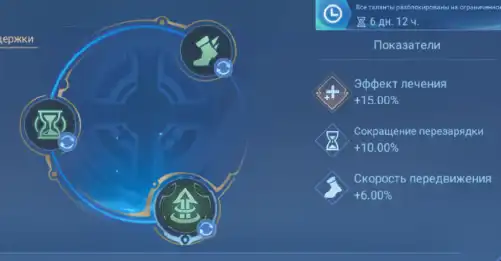 Все таланты разблокированы на ограниченное
6 дн. 12 ч.
держки
Показатели
Эффект лечения
+15.00%
Сокращение перезарядки
+10.00%
Скорость передвижения
+6.00%